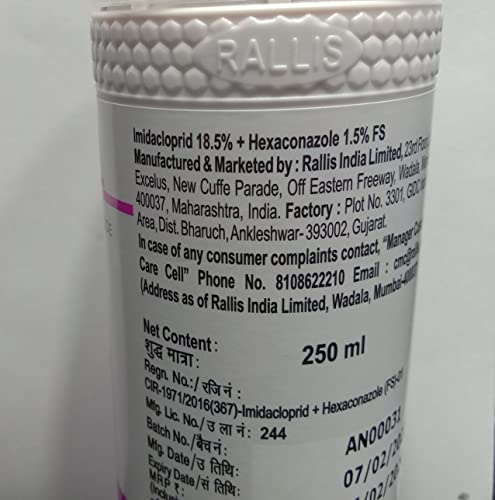 RALLIS
Imidacloprid 18.5% + Hexaconazole 1.5% FS
Manufactured & Marketed by : Rallis India Limited, 23rd
Excelus, New Cuffe Parade, Off Eastern Freeway, Wadala,
400037, Maharashtra, India. Factory : Plot No. 3301, GIDC
Area, Dist. Bharuch, Ankleshwar- 393002, Gujarat.
In case of any consumer complaints contact, "Manager
Care Cell" Phone No. 8108622210 Email :
(Address as of Rallis India Limited, Wadala,
Net Content :
शुद्ध मात्रा : 250 ml
Regn. No./ रजि नं :
CIR-1971/2016(367)-Imidacloprid + Hexaconazole (FS)-01
Mfg. Lic. No./ उ ला नं : 244
Batch No./ बैचनं : AN00031
Mfg. Date/उ तिथि : 07/02/
Expiry Date/ सं तिथि :
MRP ₹ :